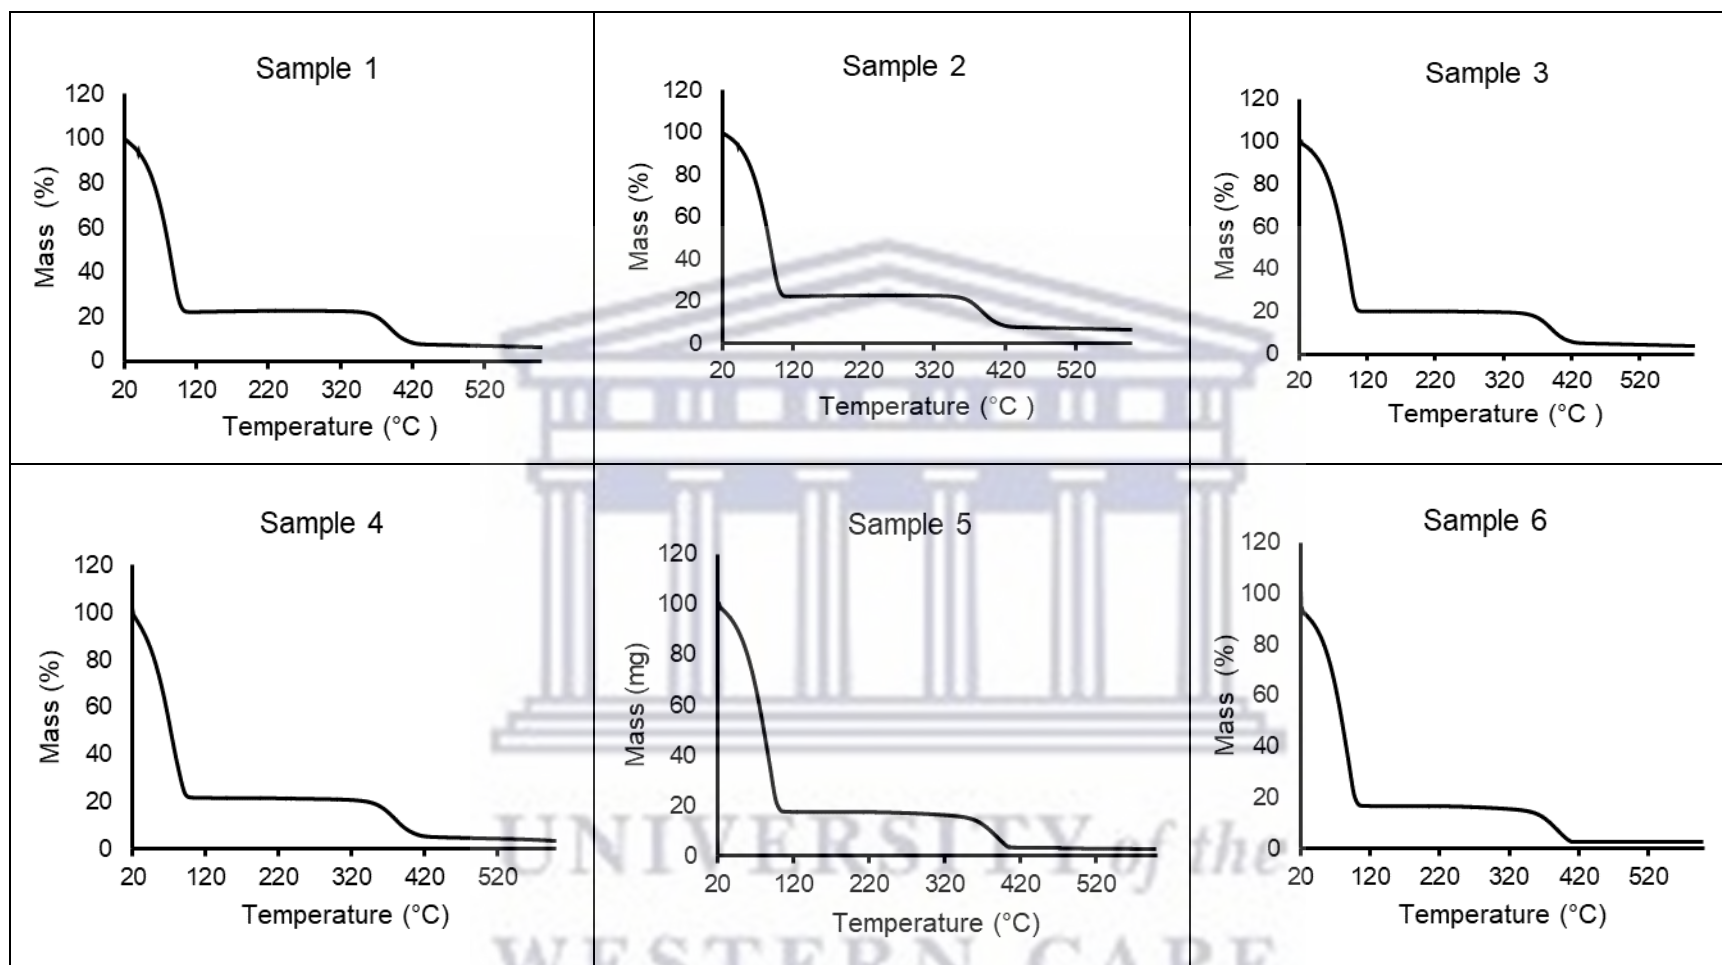 Sample 1
120
100
80
60
40
20
0
Mass (%)
20 120 220 320 420 520
Temperature (°C )
Sample 2
120
100
80
60
40
20
0
Mass (%)
20 120 220 320 420 520
Temperature (°C )
Sample 3
120
100
80
60
40
20
0
Mass (%)
20 120 220 320 420 520
Temperature (°C )
Sample 4
120
100
80
60
40
20
0
Mass (%)
20 120 220 320 420 520
Temperature (°C)
Sample 5
120
100
80
60
40
20
0
Mass (mg)
20 120 220 320 420 520
Temperature (°C)
Sample 6
120
100
80
60
40
20
0
Mass (%)
20 120 220 320 420 520
Temperature (°C)
UNIVERSITY of the
WESTERN CAPE